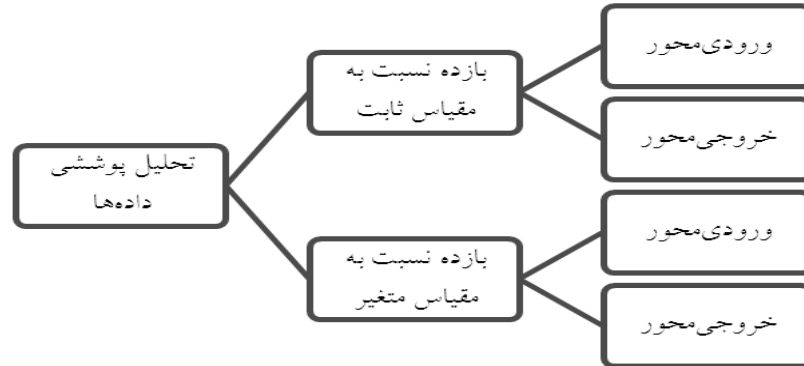 تحلیل پوششی
داده‌ها
بازده نسبت به
مقیاس ثابت
ورودی‌محور
خروجی‌محور
بازده نسبت به
مقیاس متغیر
ورودی‌محور
خروجی‌محور